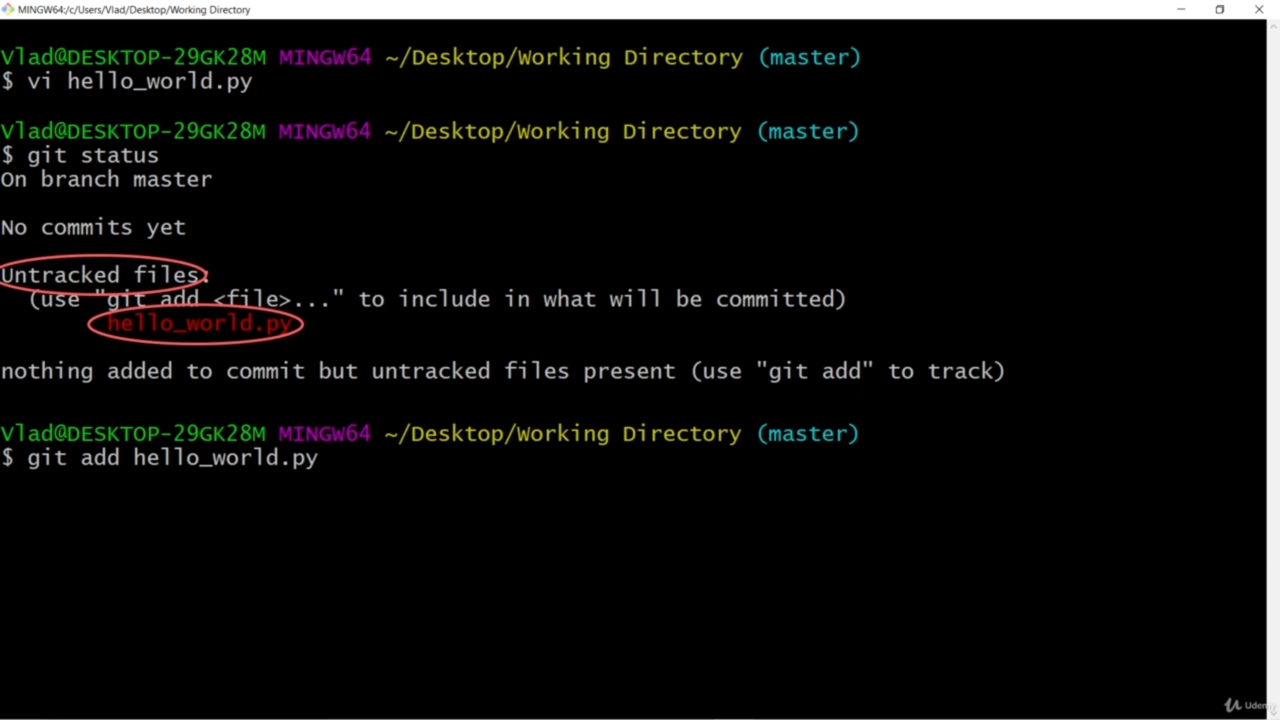 MINGW64:/c/Users/Vlad/Desktop/Working Directory
Vlad@DESKTOP-29GK28M MINGW64 ~/Desktop/Working Directory (master)
$ vi hello_world.py
Vlad@DESKTOP-29GK28M MINGW64 ~/Desktop/Working Directory (master)
$ git status
On branch master
No commits yet
Untracked files:
(use "git add <file>..." to include in what will be committed)
hello_world.py
nothing added to commit but untracked files present (use "git add" to track)
Vlad@DESKTOP-29GK28M MINGW64 ~/Desktop/Working Directory (master)
$ git add hello_world.py
Udemy